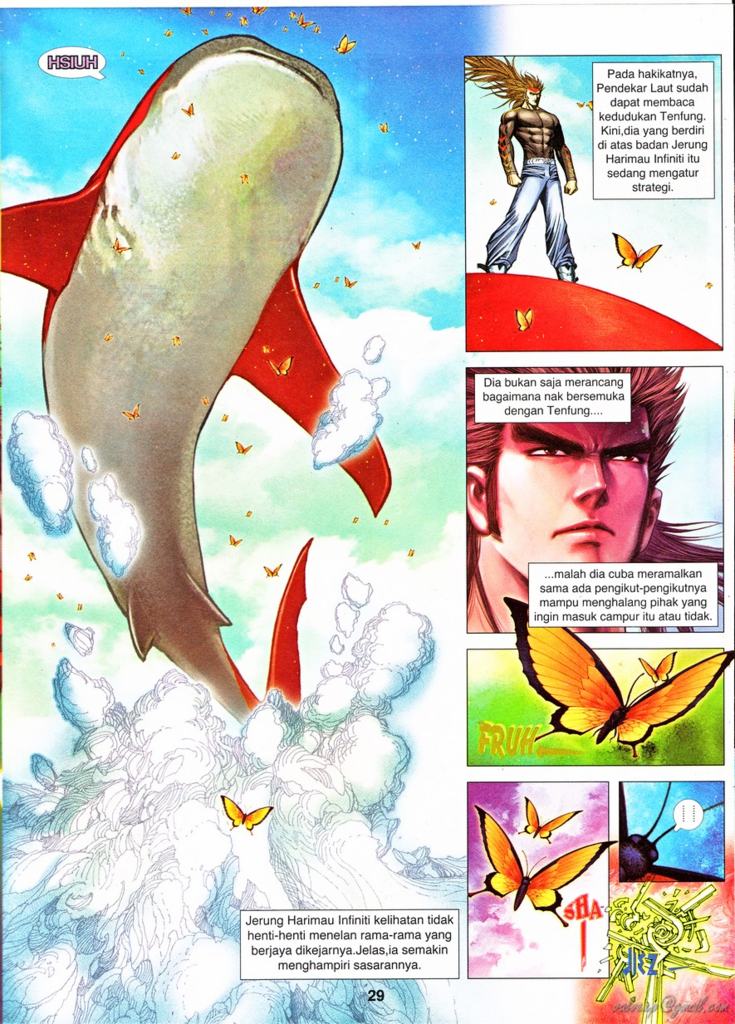 HSIUH
Pada hakikatnya,
Pendekar Laut sudah
dapat membaca
kedudukan Tenfung.
Kini,dia yang berdiri
di atas badan Jerung
Harimau Infiniti itu
sedang mengatur
strategi.
Dia bukan saja merancang
bagaimana nak bersemuka
dengan Tenfung....
...malah dia cuba meramalkan
sama ada pengikut-pengikutnya
mampu menghalang pihak yang
ingin masuk campur itu atau tidak.
FRUH
SHA
Jerung Harimau Infiniti kelihatan tidak
henti-henti menelan rama-rama yang
berjaya dikejarnya.Jelas,ia semakin
menghampiri sasarannya.
29